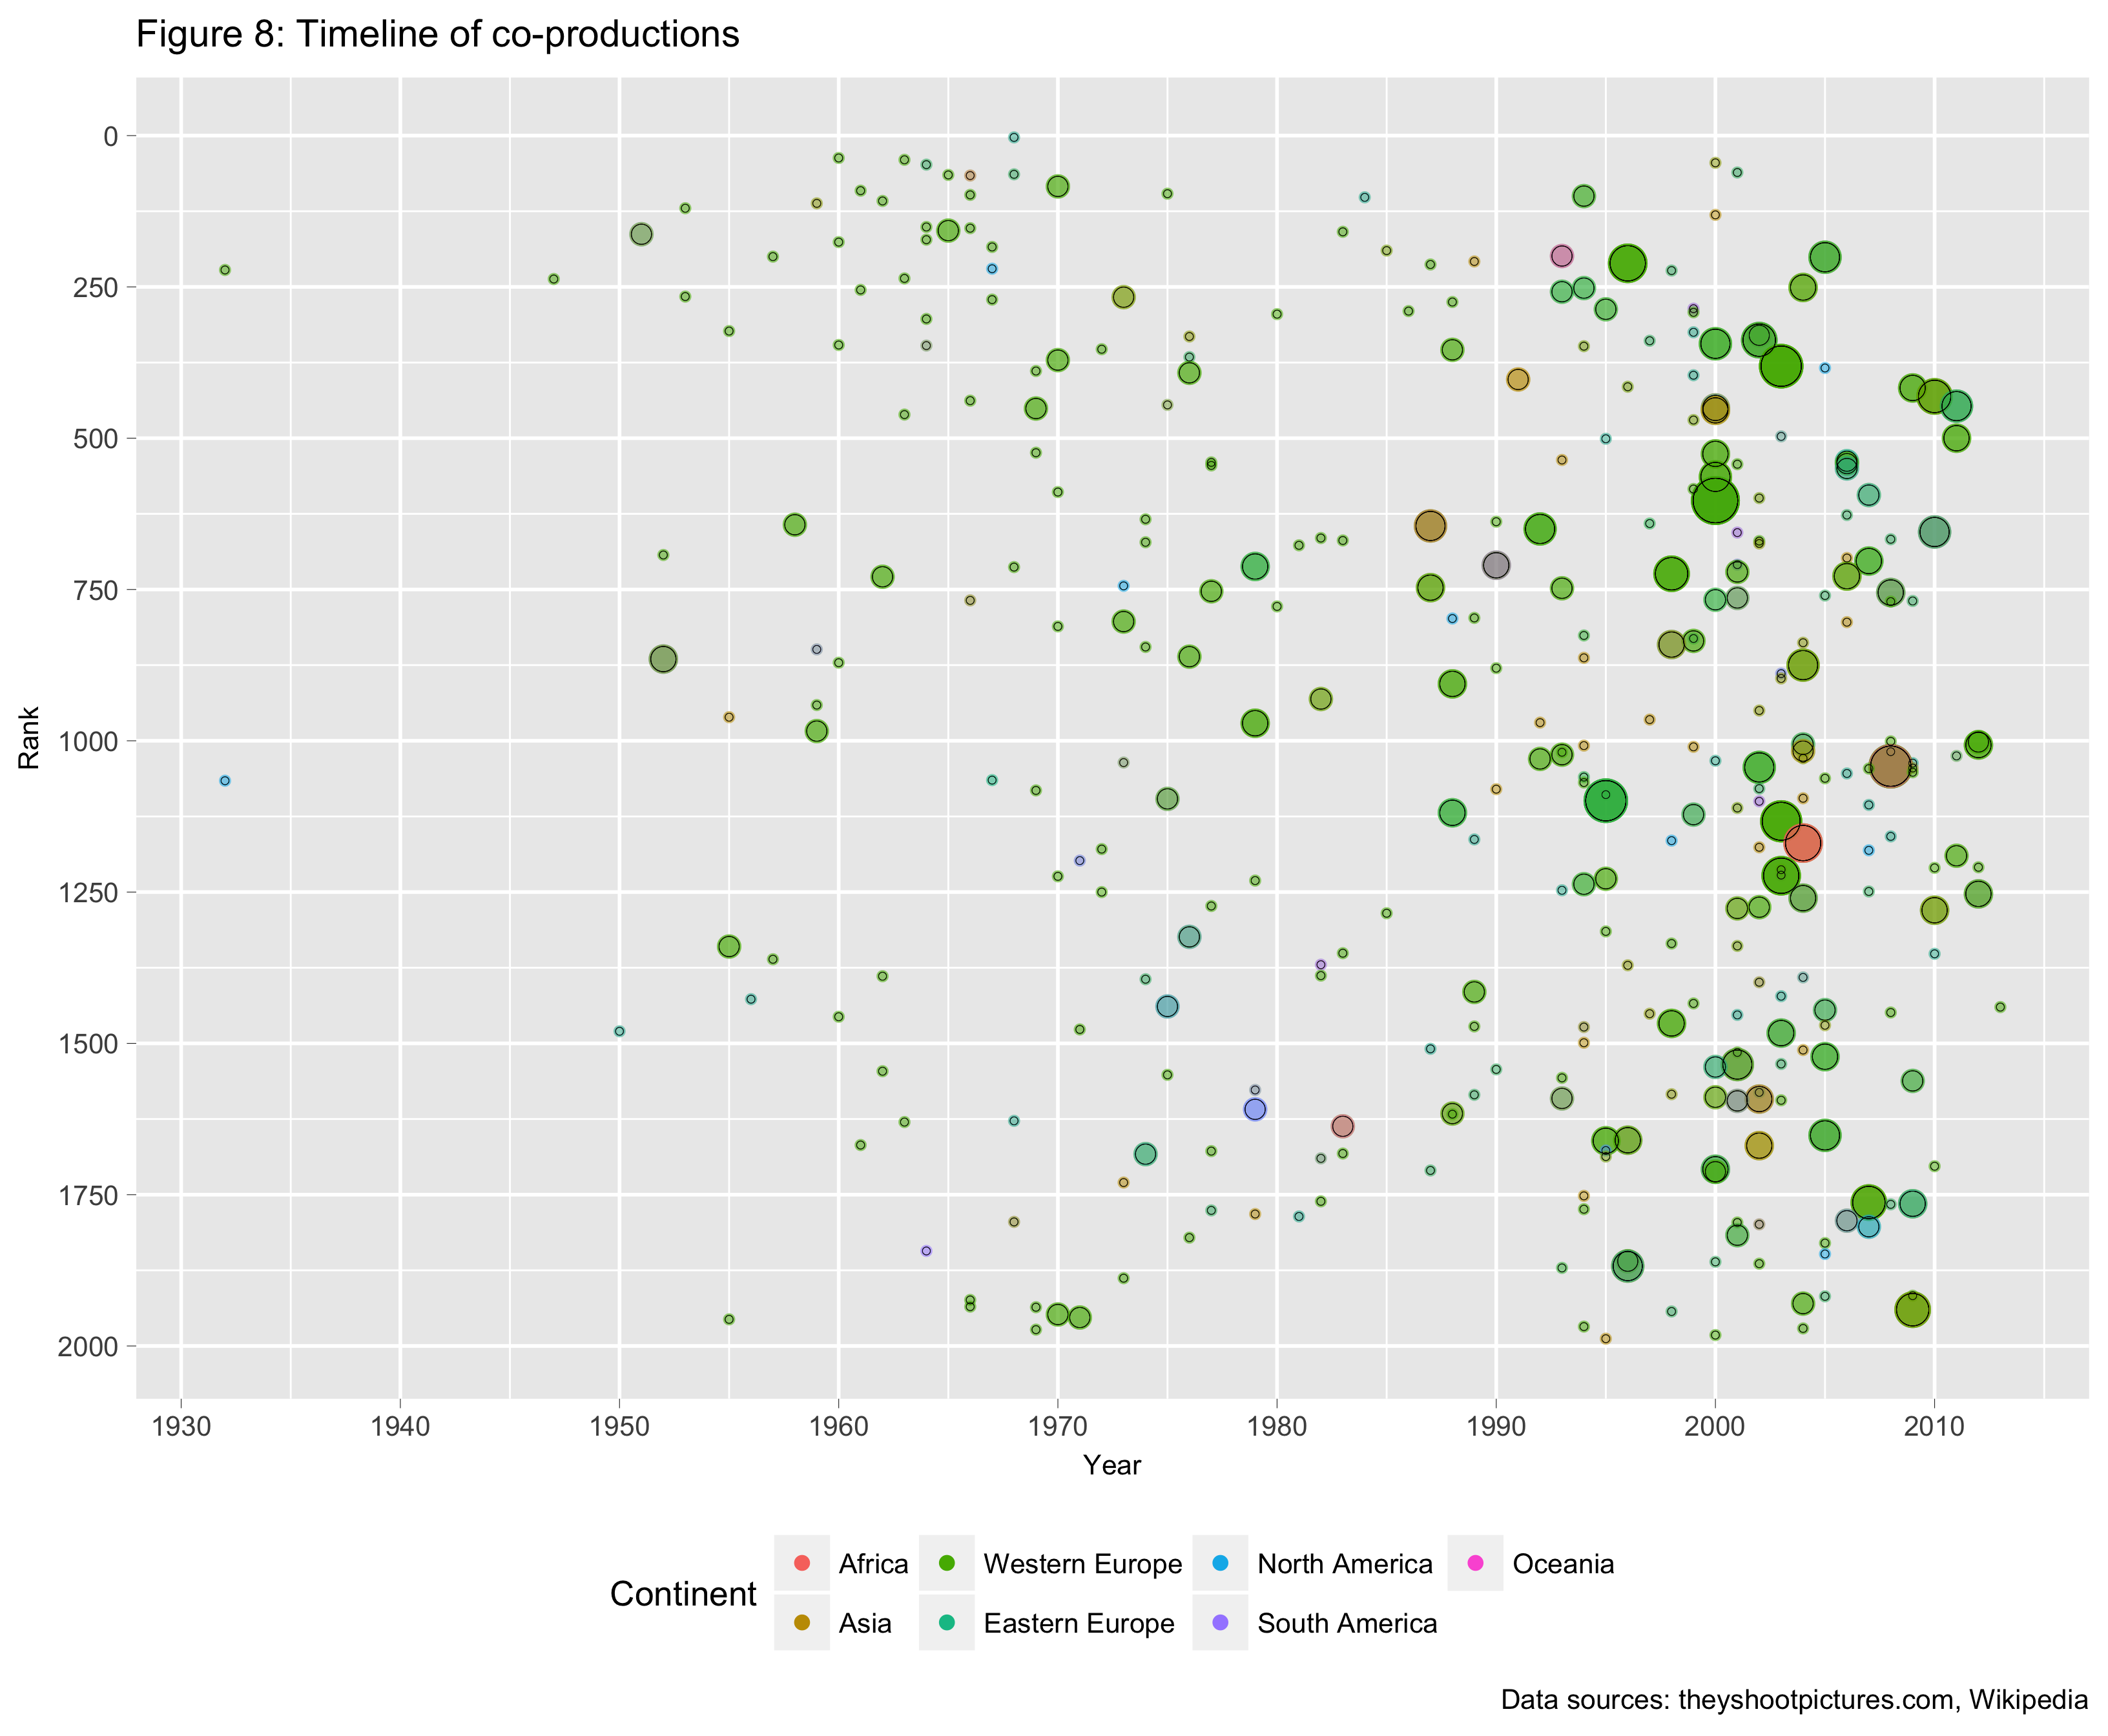 Figure 8: Timeline of co-productions
0
250
500
750
1000
1250
1500
1750
2000
Rank
1930 1940 1950 1960 1970 1980 1990 2000 2010
Year
Continent
Africa Western Europe North America Oceania
Asia Eastern Europe South America
Data sources: theyshootpictures.com, Wikipedia